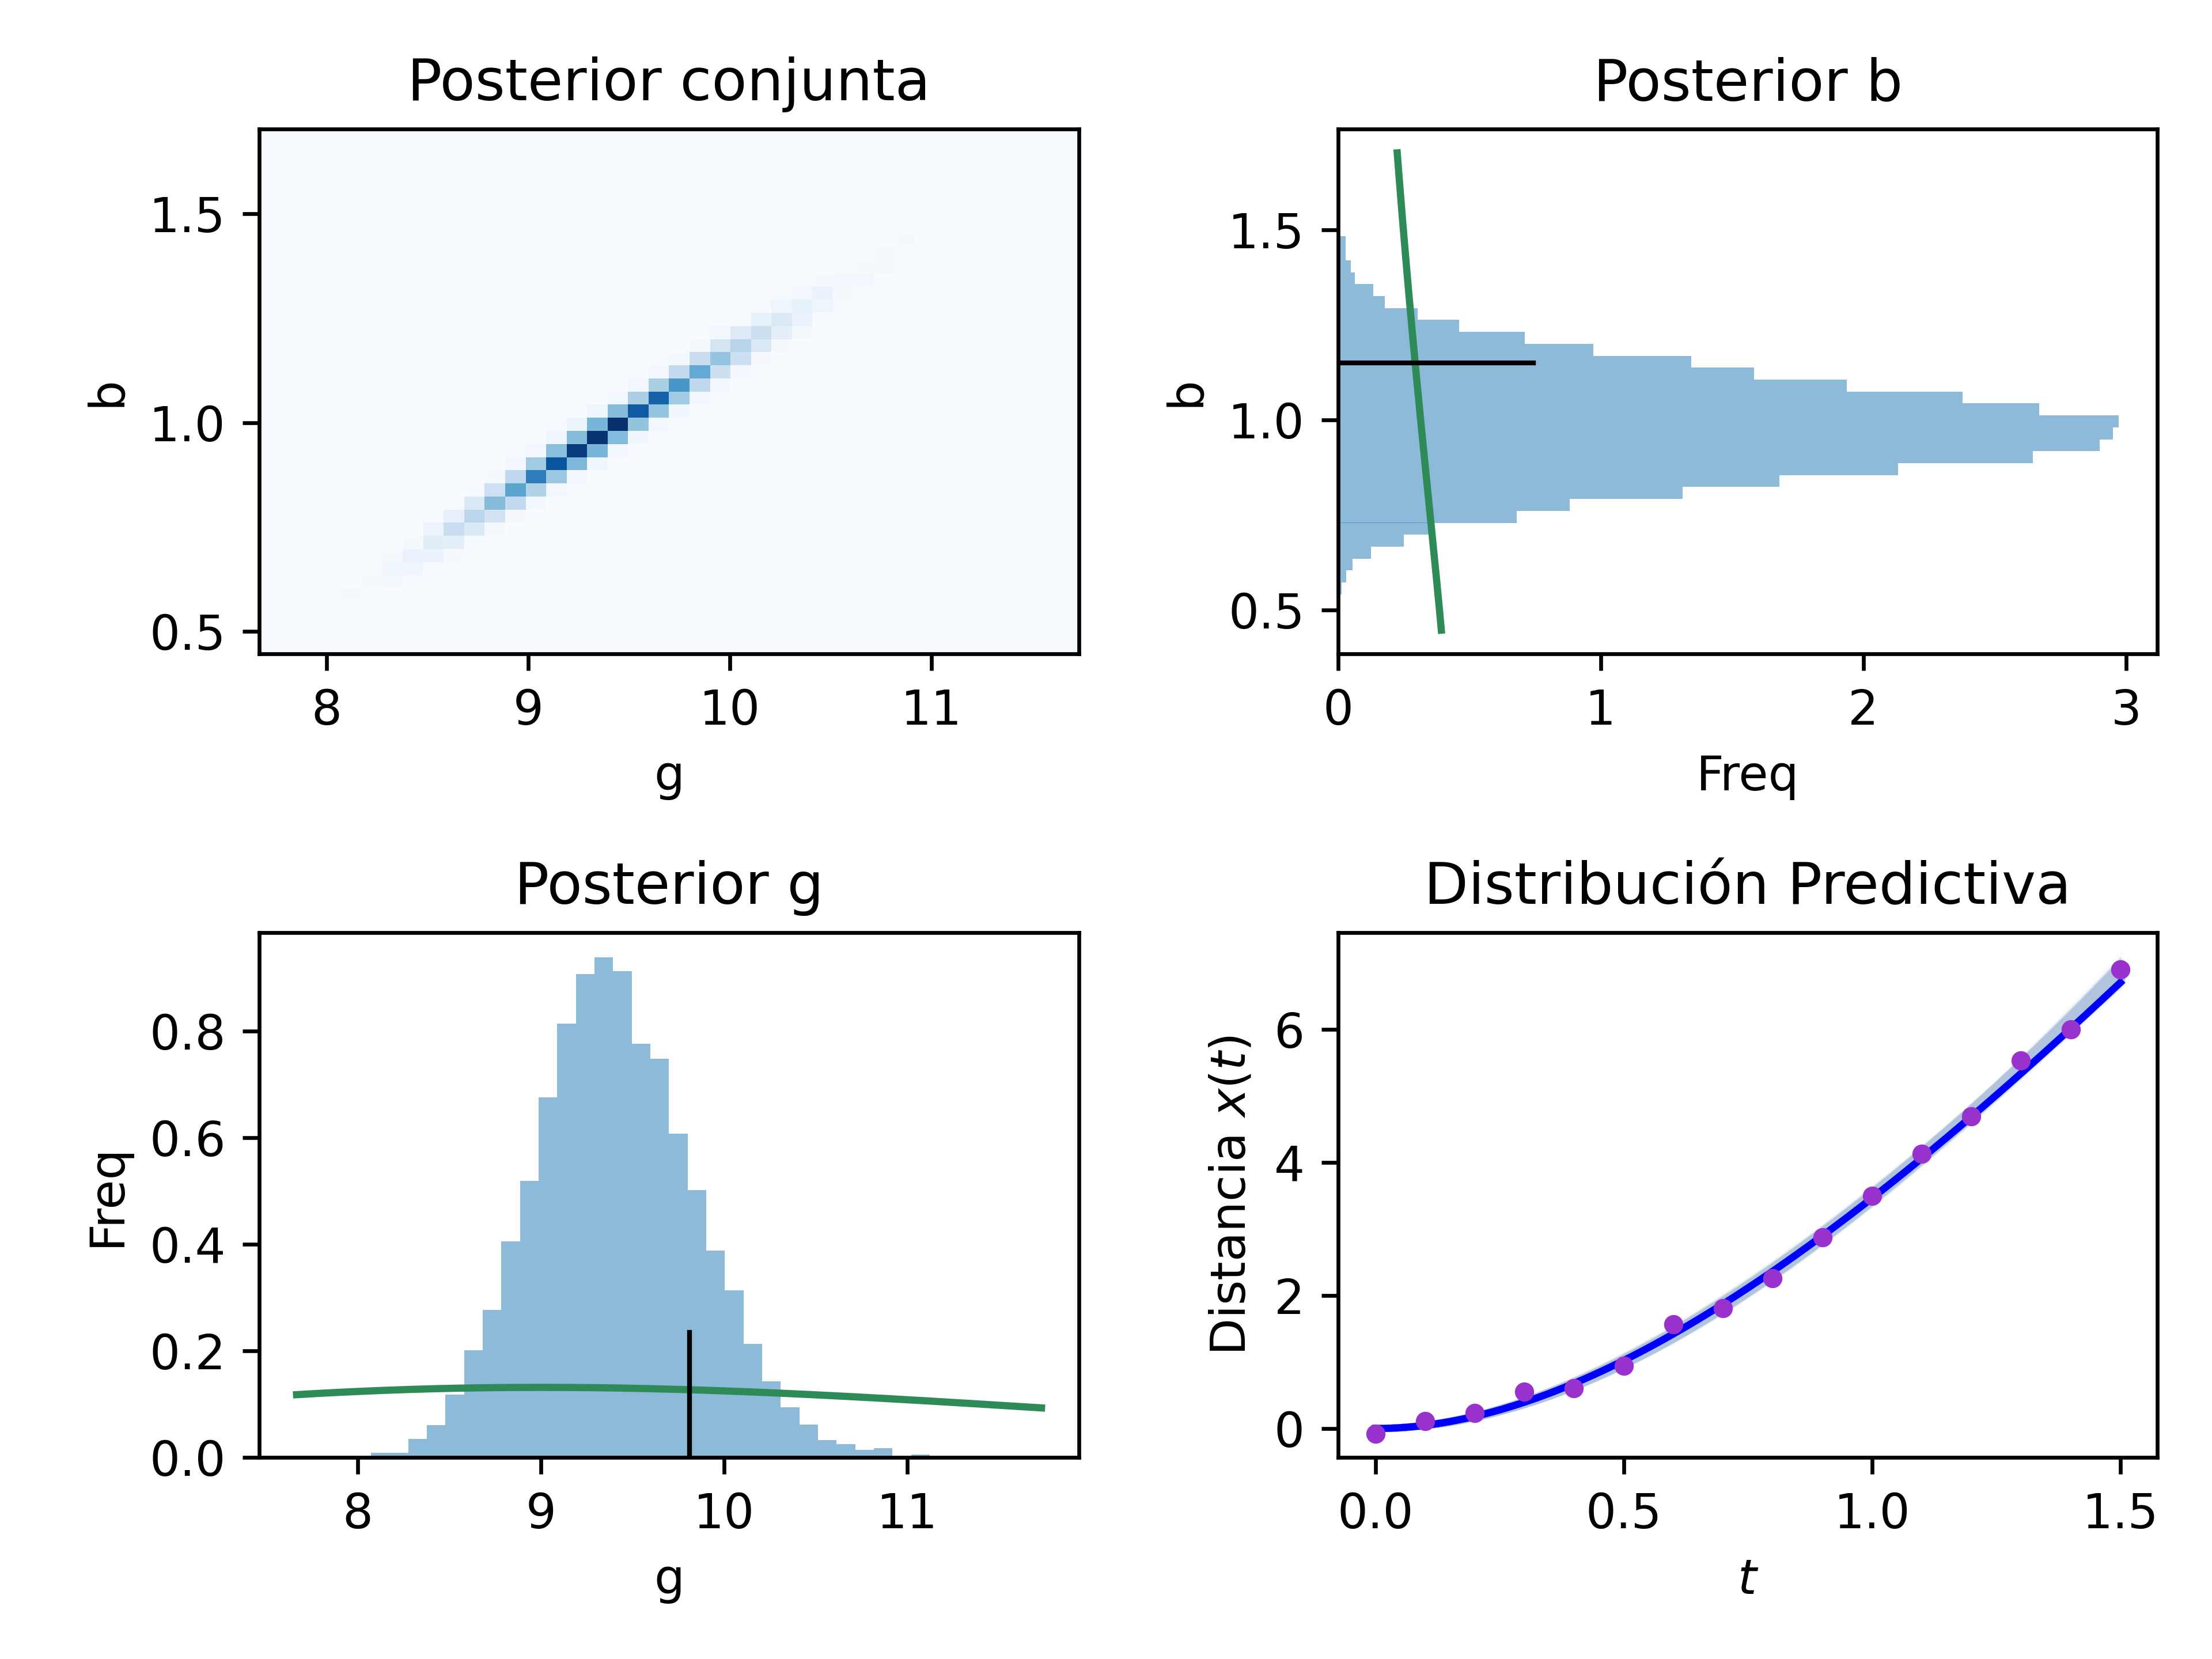 Posterior conjunta
1.5
1.0
0.5
b
8 9 10 11
g
Posterior b
1.5
1.0
0.5
b
0 1 2 3
Freq
Posterior g
0.8
0.6
0.4
0.2
0.0
Freq
8 9 10 11
g
Distribución Predictiva
6
4
2
0
Distancia x(t)
0.0 0.5 1.0 1.5
t